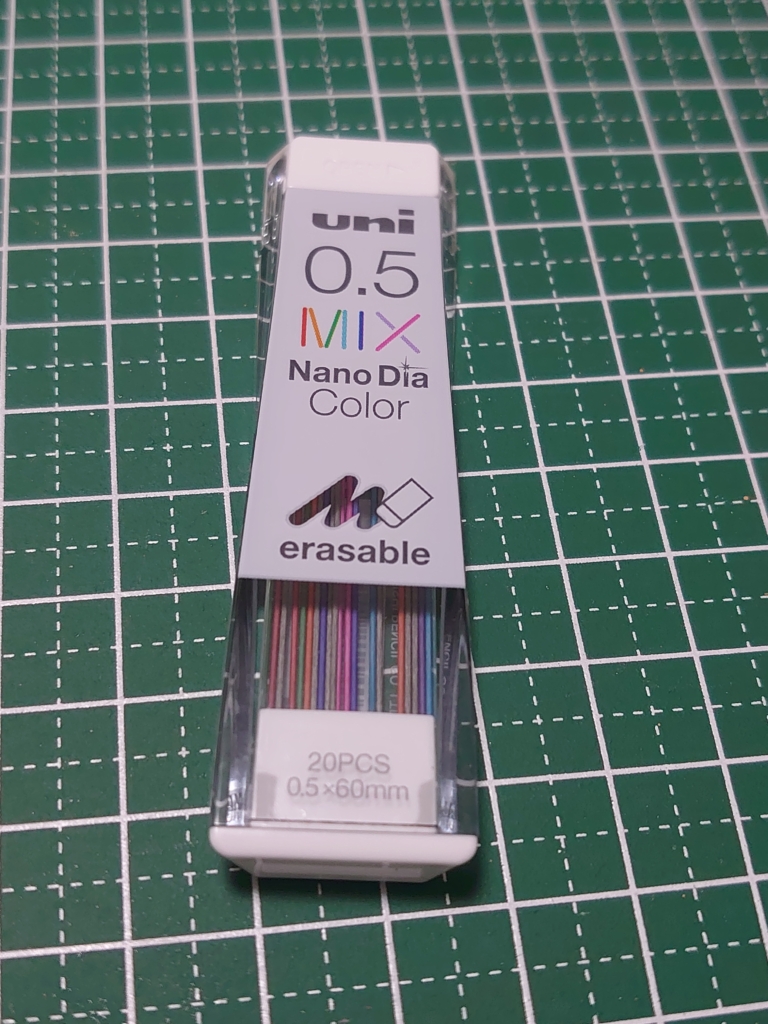 uni
0.5
MIX
Nano Dia
Color
erasable
20PCS
0.5×60mm